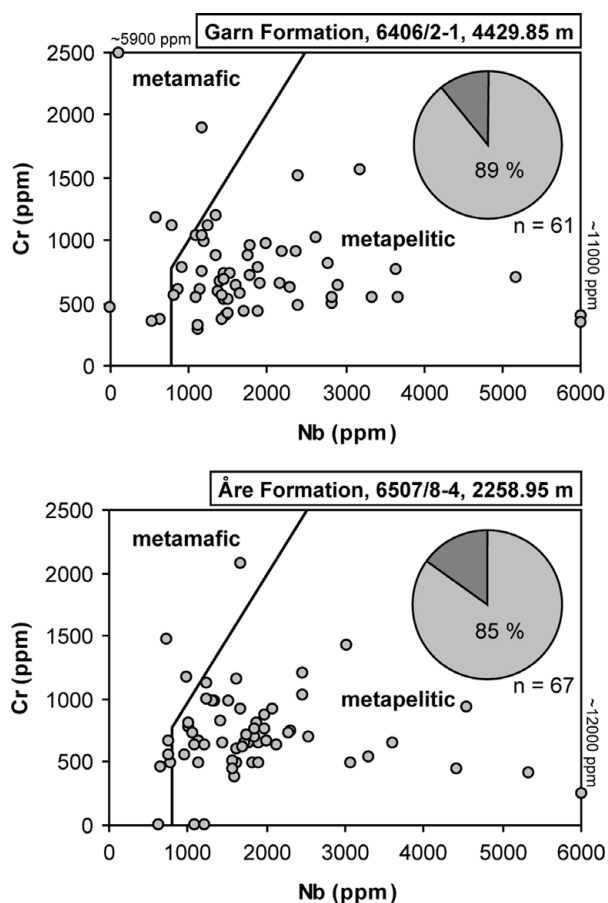 Garn Formation, 6406/2-1, 4429.85 m
~5900 ppm
2500
2000
1500
1000
500
0
Cr (ppm)
metamafic
metapelitic
89 %
n = 61
~11000 ppm
0 1000 2000 3000 4000 5000 6000
Nb (ppm)
Åre Formation, 6507/8-4, 2258.95 m
2500
2000
1500
1000
500
0
Cr (ppm)
metamafic
metapelitic
85 %
n = 67
~12000 ppm
0 1000 2000 3000 4000 5000 6000
Nb (ppm)